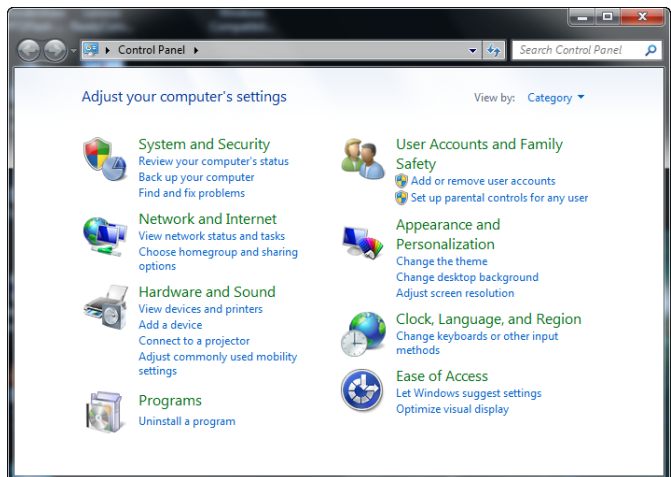 Control Panel
Search Control Panel
Adjust your computer's settings
View by: Category
System and Security
Review your computer's status
Back up your computer
Find and fix problems
Network and Internet
View network status and tasks
Choose homegroup and sharing
options
Hardware and Sound
View devices and printers
Add a device
Connect to a projector
Adjust commonly used mobility
settings
Programs
Uninstall a program
User Accounts and Family
Safety
Add or remove user accounts
Set up parental controls for any user
Appearance and
Personalization
Change the theme
Change desktop background
Adjust screen resolution
Clock, Language, and Region
Change keyboards or other input
methods
Ease of Access
Let Windows suggest settings
Optimize visual display